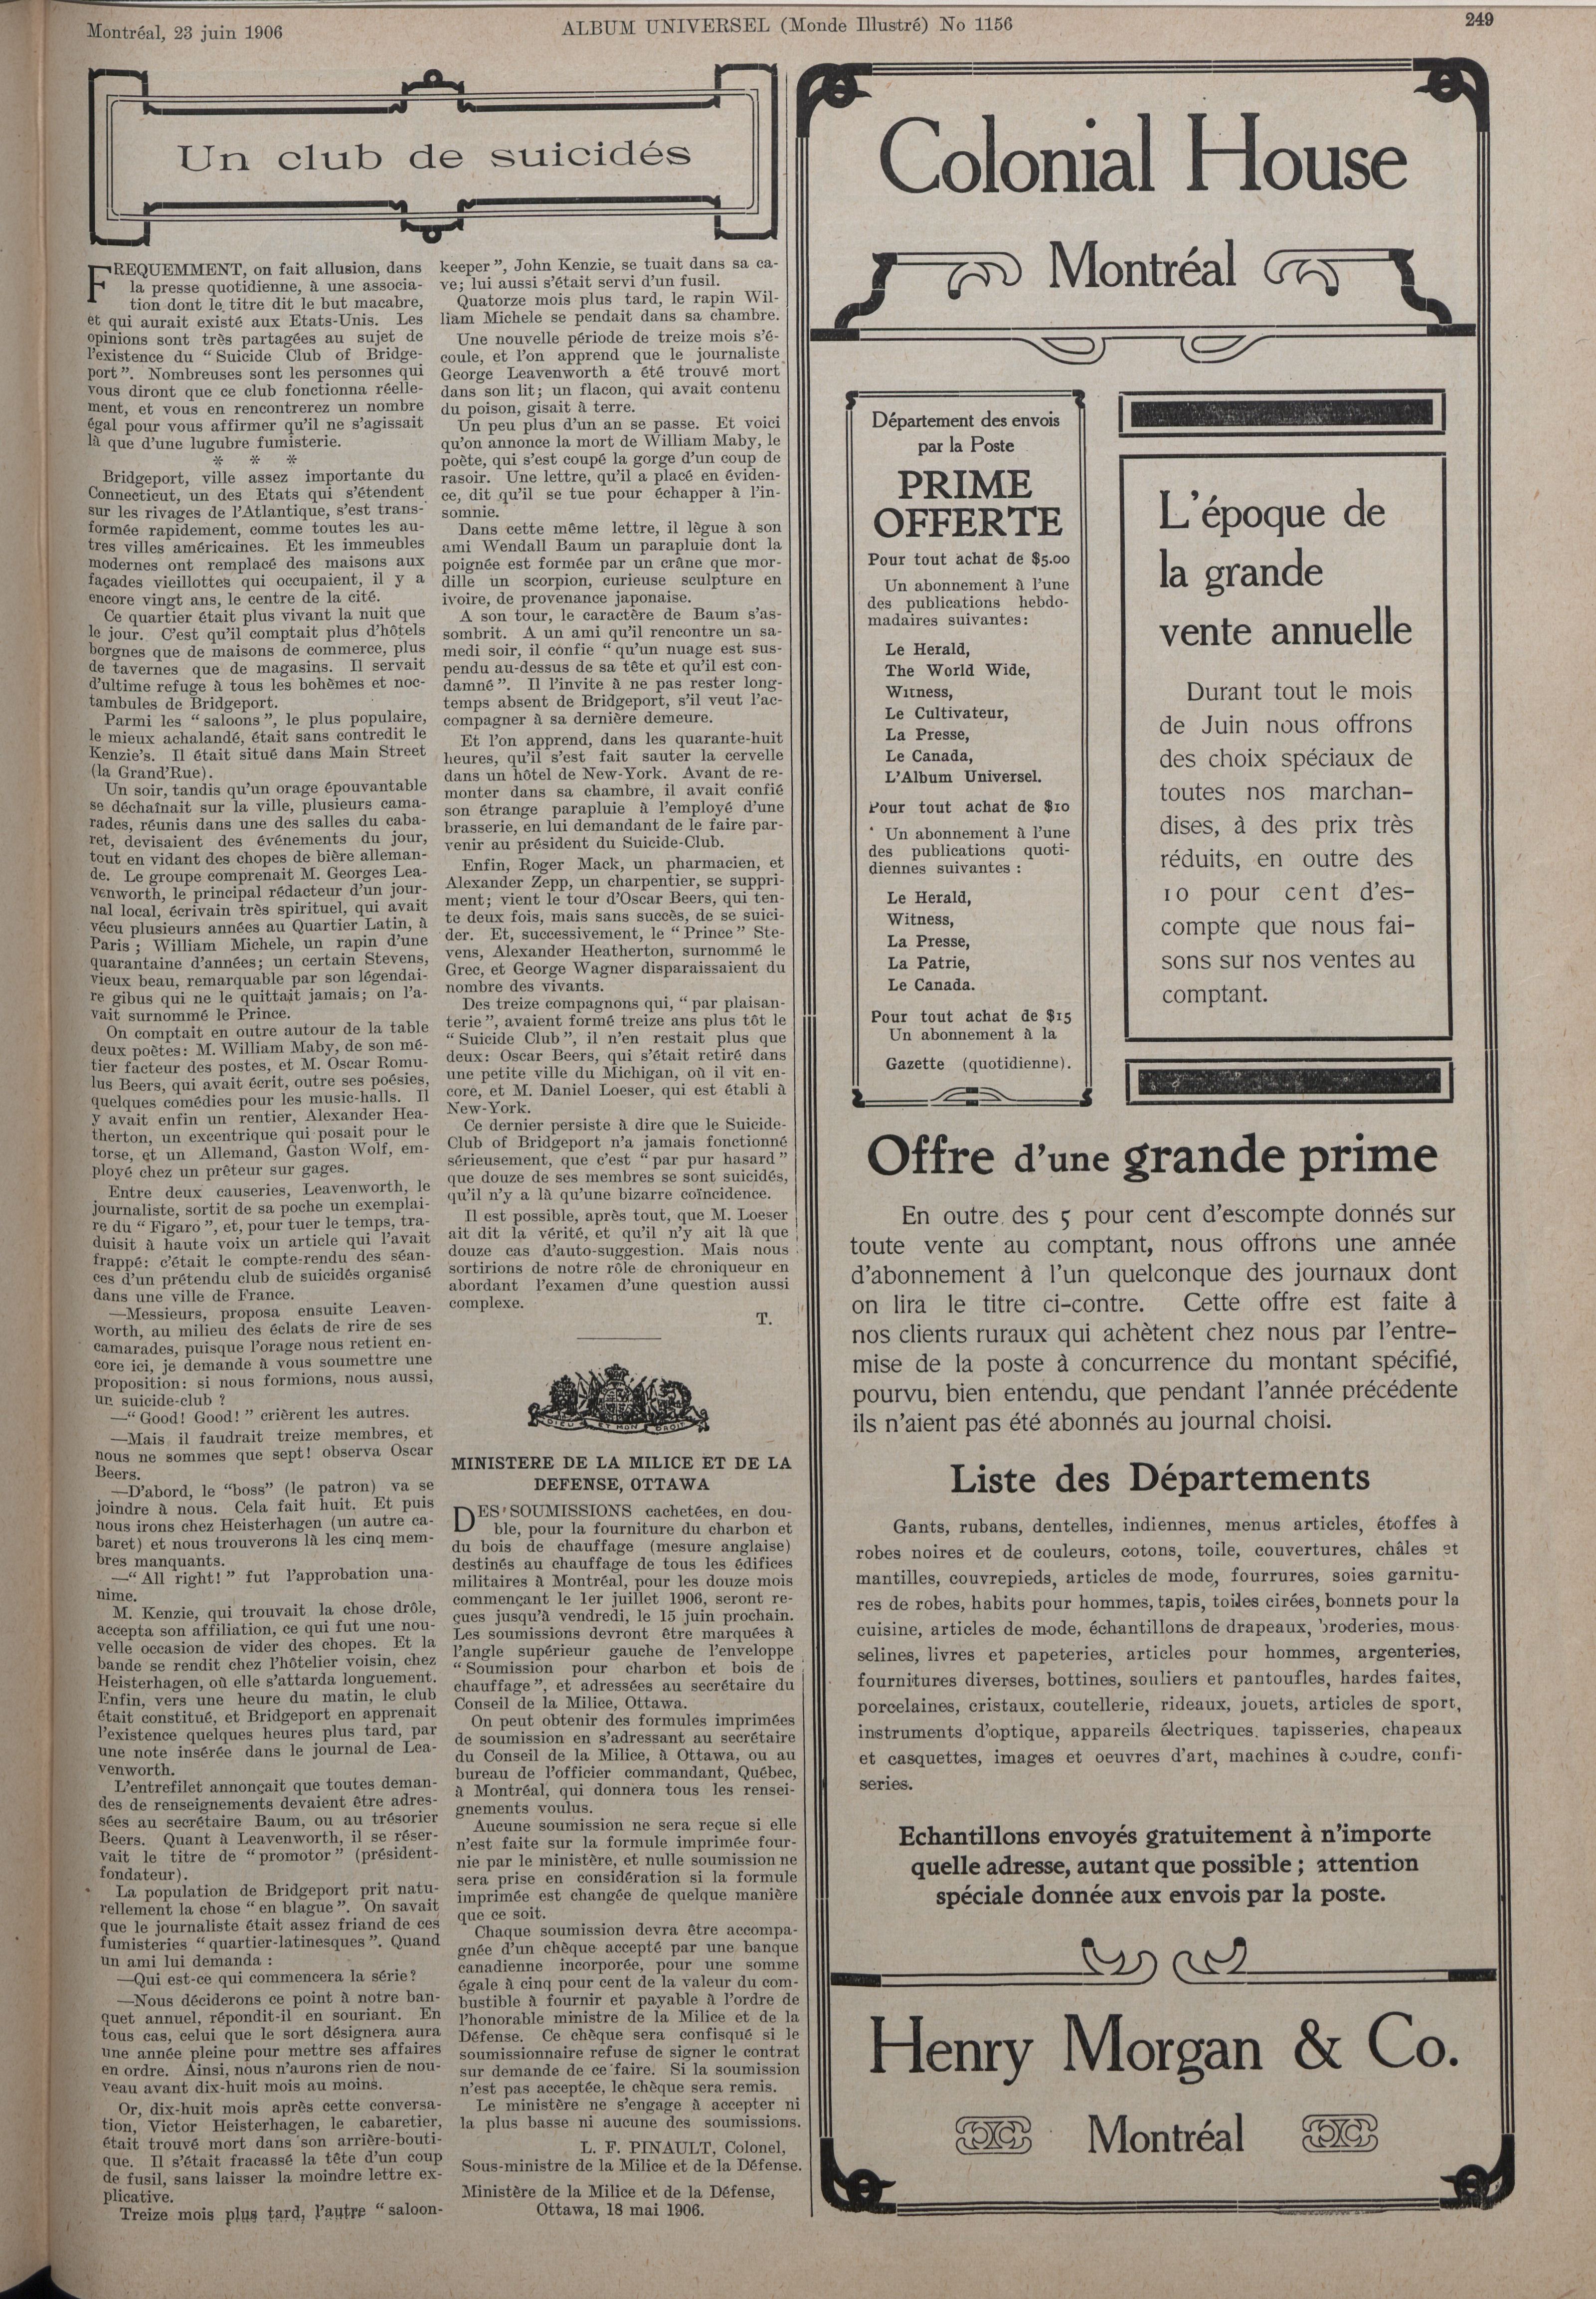 Montréal, 23 juin 1906
ALBUM UNIVERSEL (Monde Illustré) No 1156
249
Un club de suicidés
FREQUEMMENT, on fait allusion, dans
la presse quotidienne, à une associa-
tion dont le titre dit le but macabre,
et qui aurait existé aux Etats-Unis. Les
opinions sont très partagées au sujet de
l'existence du " Suicide Club of Bridge-
port ". Nombreuses sont les personnes qui
vous diront que ce club fonctionna réelle-
ment, et vous en rencontrerez un nombre
égal pour vous affirmer qu'il ne s'agissait
là que d'une lugubre fumisterie.
* * *
Bridgeport, ville assez importante du
Connecticut, un des Etats qui s'étendent
sur les rivages de l'Atlantique, s'est trans-
formée rapidement, comme toutes les au-
tres villes américaines. Et les immeubles
modernes ont remplacé des maisons aux
façades vieillottes qui occupaient, il y a
encore vingt ans, le centre de la cité.
Ce quartier était plus vivant la nuit que
le jour. C'est qu'il comptait plus d'hôtels
borgnes que de maisons de commerce, plus
de tavernes que de magasins. Il servait
d'ultime refuge à tous les bohèmes et noc-
tambules de Bridgeport.
Parmi les " saloons ", le plus populaire,
le mieux achalandé, était sans contredit le
Kenzie's. Il était situé dans Main Street
(la Grand'Rue).
Un soir, tandis qu'un orage épouvantable
se déchaînait sur la ville, plusieurs cama-
rades, réunis dans une des salles du caba-
ret, devisaient des événements du jour,
tout en vidant des chopes de bière alleman-
de. Le groupe comprenait M. Georges Lea-
venworth, le principal rédacteur d'un jour-
nal local, écrivain très spirituel, qui avait
vécu plusieurs années au Quartier Latin, à
Paris ; William Michele, un rapin d'une
quarantaine d'années; un certain Stevens,
vieux beau, remarquable par son légendai-
re gibus qui ne le quittait jamais; on l'a-
vait surnommé le Prince.
On comptait en outre autour de la table
deux poètes: M. William Maby, de son mé-
tier facteur des postes, et M. Oscar Romu-
lus Beers, qui avait écrit, outre ses poésies,
quelques comédies pour les music-halls. Il
y avait enfin un rentier, Alexander Hea-
therton, un excentrique qui posait pour le
torse, et un Allemand, Gaston Wolf, em-
ployé chez un prêteur sur gages.
Entre deux causeries, Leavenworth, le
journaliste, sortit de sa poche un exemplai-
re du " Figaro ", et, pour tuer le temps, tra-
duisit à haute voix un article qui l'avait
frappé: c'était le compte-rendu des séan-
ces d'un prétendu club de suicidés organisé
dans une ville de France.
—Messieurs, proposa ensuite Leaven-
worth, au milieu des éclats de rire de ses
camarades, puisque l'orage nous retient en-
core ici, je demande à vous soumettre une
proposition: si nous formions, nous aussi,
un suicide-club ?
—" Good! Good! " crièrent les autres.
—Mais il faudrait treize membres, et
nous ne sommes que sept! observa Oscar
Beers.
—D'abord, le "boss" (le patron) va se
joindre à nous. Cela fait huit. Et puis
nous irons chez Heisterhagen (un autre ca-
baret) et nous trouverons là les cinq mem-
bres manquants.
—" All right! " fut l'approbation una-
nime.
M. Kenzie, qui trouvait la chose drôle,
accepta son affiliation, ce qui fut une nou-
velle occasion de vider des chopes. Et la
bande se rendit chez l'hôtelier voisin, chez
Heisterhagen, où elle s'attarda longuement.
Enfin, vers une heure du matin, le club
était constitué, et Bridgeport en apprenait
l'existence quelques heures plus tard, par
une note insérée dans le journal de Lea-
venworth.
L'entrefilet annonçait que toutes deman-
des de renseignements devaient être adres-
sées au secrétaire Baum, ou au trésorier
Beers. Quant à Leavenworth, il se réser-
vait le titre de " promotor " (président-
fondateur).
La population de Bridgeport prit natu-
rellement la chose " en blague ". On savait
que le journaliste était assez friand de ces
fumisteries " quartier-latinesques ". Quand
un ami lui demanda :
—Qui est-ce qui commencera la série?
—Nous déciderons ce point à notre ban-
quet annuel, répondit-il en souriant. En
tous cas, celui que le sort désignera aura
une année pleine pour mettre ses affaires
en ordre. Ainsi, nous n'aurons rien de nou-
veau avant dix-huit mois au moins.
Or, dix-huit mois après cette conversa-
tion, Victor Heisterhagen, le cabaretier,
était trouvé mort dans son arrière-bouti-
que. Il s'était fracassé la tête d'un coup
de fusil, sans laisser la moindre lettre ex-
plicative.
Treize mois plus tard, l'autre " saloon-
keeper ", John Kenzie, se tuait dans sa ca-
ve; lui aussi s'était servi d'un fusil.
Quatorze mois plus tard, le rapin Wil-
liam Michele se pendait dans sa chambre.
Une nouvelle période de treize mois s'é-
coule, et l'on apprend que le journaliste
George Leavenworth a été trouvé mort
dans son lit; un flacon, qui avait contenu
du poison, gisait à terre.
Un peu plus d'un an se passe. Et voici
qu'on annonce la mort de William Maby, le
poète, qui s'est coupé la gorge d'un coup de
rasoir. Une lettre, qu'il a placé en éviden-
ce, dit qu'il se tue pour échapper à l'in-
somnie.
Dans cette même lettre, il lègue à son
ami Wendall Baum un parapluie dont la
poignée est formée par un crâne que mor-
dille un scorpion, curieuse sculpture en
ivoire, de provenance japonaise.
A son tour, le caractère de Baum s'as-
sombrit. A un ami qu'il rencontre un sa-
medi soir, il confie " qu'un nuage est sus-
pendu au-dessus de sa tête et qu'il est con-
damné ". Il l'invite à ne pas rester long-
temps absent de Bridgeport, s'il veut l'ac-
compagner à sa dernière demeure.
Et l'on apprend, dans les quarante-huit
heures, qu'il s'est fait sauter la cervelle
dans un hôtel de New-York. Avant de re-
monter dans sa chambre, il avait confié
son étrange parapluie à l'employé d'une
brasserie, en lui demandant de le faire par-
venir au président du Suicide-Club.
Enfin, Roger Mack, un pharmacien, et
Alexander Zepp, un charpentier, se suppri-
ment; vient le tour d'Oscar Beers, qui ten-
te deux fois, mais sans succès, de se suici-
der. Et, successivement, le " Prince " Ste-
vens, Alexander Heatherton, surnommé le
Grec, et George Wagner disparaissaient du
nombre des vivants.
Des treize compagnons qui, " par plaisan-
terie ", avaient formé treize ans plus tôt le
" Suicide Club ", il n'en restait plus que
deux: Oscar Beers, qui s'était retiré dans
une petite ville du Michigan, où il vit en-
core, et M. Daniel Loeser, qui est établi à
New-York.
Ce dernier persiste à dire que le Suicide-
Club of Bridgeport n'a jamais fonctionné
sérieusement, que c'est " par pur hasard "
que douze de ses membres se sont suicidés,
qu'il n'y a là qu'une bizarre coïncidence.
Il est possible, après tout, que M. Loeser
ait dit la vérité, et qu'il n'y ait là que
douze cas d'auto-suggestion. Mais nous
sortirions de notre rôle de chroniqueur en
abordant l'examen d'une question aussi
complexe.
T.
DIEU ET MON DROIT
MINISTERE DE LA MILICE ET DE LA
DEFENSE, OTTAWA
DES SOUMISSIONS cachetées, en dou-
ble, pour la fourniture du charbon et
du bois de chauffage (mesure anglaise)
destinés au chauffage de tous les édifices
militaires à Montréal, pour les douze mois
commençant le 1er juillet 1906, seront re-
çues jusqu'à vendredi, le 15 juin prochain.
Les soumissions devront être marquées à
l'angle supérieur gauche de l'enveloppe
" Soumission pour charbon et bois de
chauffage ", et adressées au secrétaire du
Conseil de la Milice, Ottawa.
On peut obtenir des formules imprimées
de soumission en s'adressant au secrétaire
du Conseil de la Milice, à Ottawa, ou au
bureau de l'officier commandant, Québec,
à Montréal, qui donnera tous les rensei-
gnements voulus.
Aucune soumission ne sera reçue si elle
n'est faite sur la formule imprimée four-
nie par le ministère, et nulle soumission ne
sera prise en considération si la formule
imprimée est changée de quelque manière
que ce soit.
Chaque soumission devra être accompa-
gnée d'un chèque accepté par une banque
canadienne incorporée, pour une somme
égale à cinq pour cent de la valeur du com-
bustible à fournir et payable à l'ordre de
l'honorable ministre de la Milice et de la
Défense. Ce chèque sera confisqué si le
soumissionnaire refuse de signer le contrat
sur demande de ce faire. Si la soumission
n'est pas acceptée, le chèque sera remis.
Le ministère ne s'engage à accepter ni
la plus basse ni aucune des soumissions.
L. F. PINAULT, Colonel,
Sous-ministre de la Milice et de la Défense.
Ministère de la Milice et de la Défense,
Ottawa, 18 mai 1906.
Colonial House
Montréal
Département des envois
par la Poste
PRIME
OFFERTE
Pour tout achat de $5.00
Un abonnement à l'une
des publications hebdo-
madaires suivantes:
Le Herald,
The World Wide,
Witness,
Le Cultivateur,
La Presse,
Le Canada,
L'Album Universel.
Pour tout achat de $10
Un abonnement à l'une
des publications quoti-
diennes suivantes :
Le Herald,
Witness,
La Presse,
La Patrie,
Le Canada.
Pour tout achat de $15
Un abonnement à la
Gazette (quotidienne).
L'époque de
la grande
vente annuelle
Durant tout le mois
de Juin nous offrons
des choix spéciaux de
toutes nos marchan-
dises, à des prix très
réduits, en outre des
10 pour cent d'es-
compte que nous fai-
sons sur nos ventes au
comptant.
Offre d'une grande prime
En outre des 5 pour cent d'escompte donnés sur
toute vente au comptant, nous offrons une année
d'abonnement à l'un quelconque des journaux dont
on lira le titre ci-contre. Cette offre est faite à
nos clients ruraux qui achètent chez nous par l'entre-
mise de la poste à concurrence du montant spécifié,
pourvu, bien entendu, que pendant l'année précédente
ils n'aient pas été abonnés au journal choisi.
Liste des Départements
Gants, rubans, dentelles, indiennes, menus articles, étoffes à
robes noires et de couleurs, cotons, toile, couvertures, châles et
mantilles, couvrepieds, articles de mode, fourrures, soies garnitu-
res de robes, habits pour hommes, tapis, toiles cirées, bonnets pour la
cuisine, articles de mode, échantillons de drapeaux, broderies, mous-
selines, livres et papeteries, articles pour hommes, argenteries,
fournitures diverses, bottines, souliers et pantoufles, hardes faites,
porcelaines, cristaux, coutellerie, rideaux, jouets, articles de sport,
instruments d'optique, appareils électriques, tapisseries, chapeaux
et casquettes, images et oeuvres d'art, machines à coudre, confi-
series.
Echantillons envoyés gratuitement à n'importe
quelle adresse, autant que possible ; attention
spéciale donnée aux envois par la poste.
Henry Morgan & Co.
Montréal